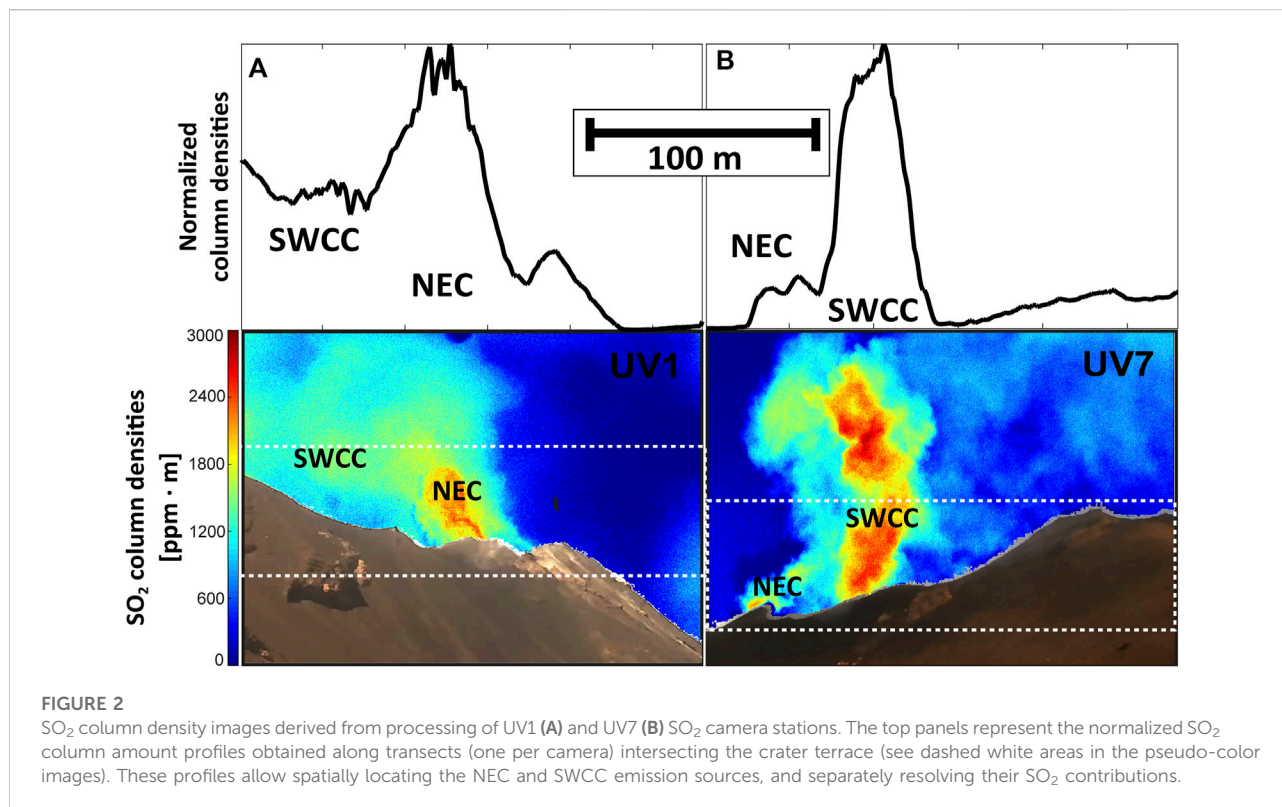 A
B
Normalized
column densities
100 m
SWCC
NEC
NEC
SWCC
SO₂ column densities
[ppm · m]
3000
2400
1800
1200
600
0
UV1
SWCC
NEC
UV7
SWCC
NEC
FIGURE 2
SO₂ column density images derived from processing of UV1 (A) and UV7 (B) SO₂ camera stations. The top panels represent the normalized SO₂
column amount profiles obtained along transects (one per camera) intersecting the crater terrace (see dashed white areas in the pseudo-color
images). These profiles allow spatially locating the NEC and SWCC emission sources, and separately resolving their SO₂ contributions.